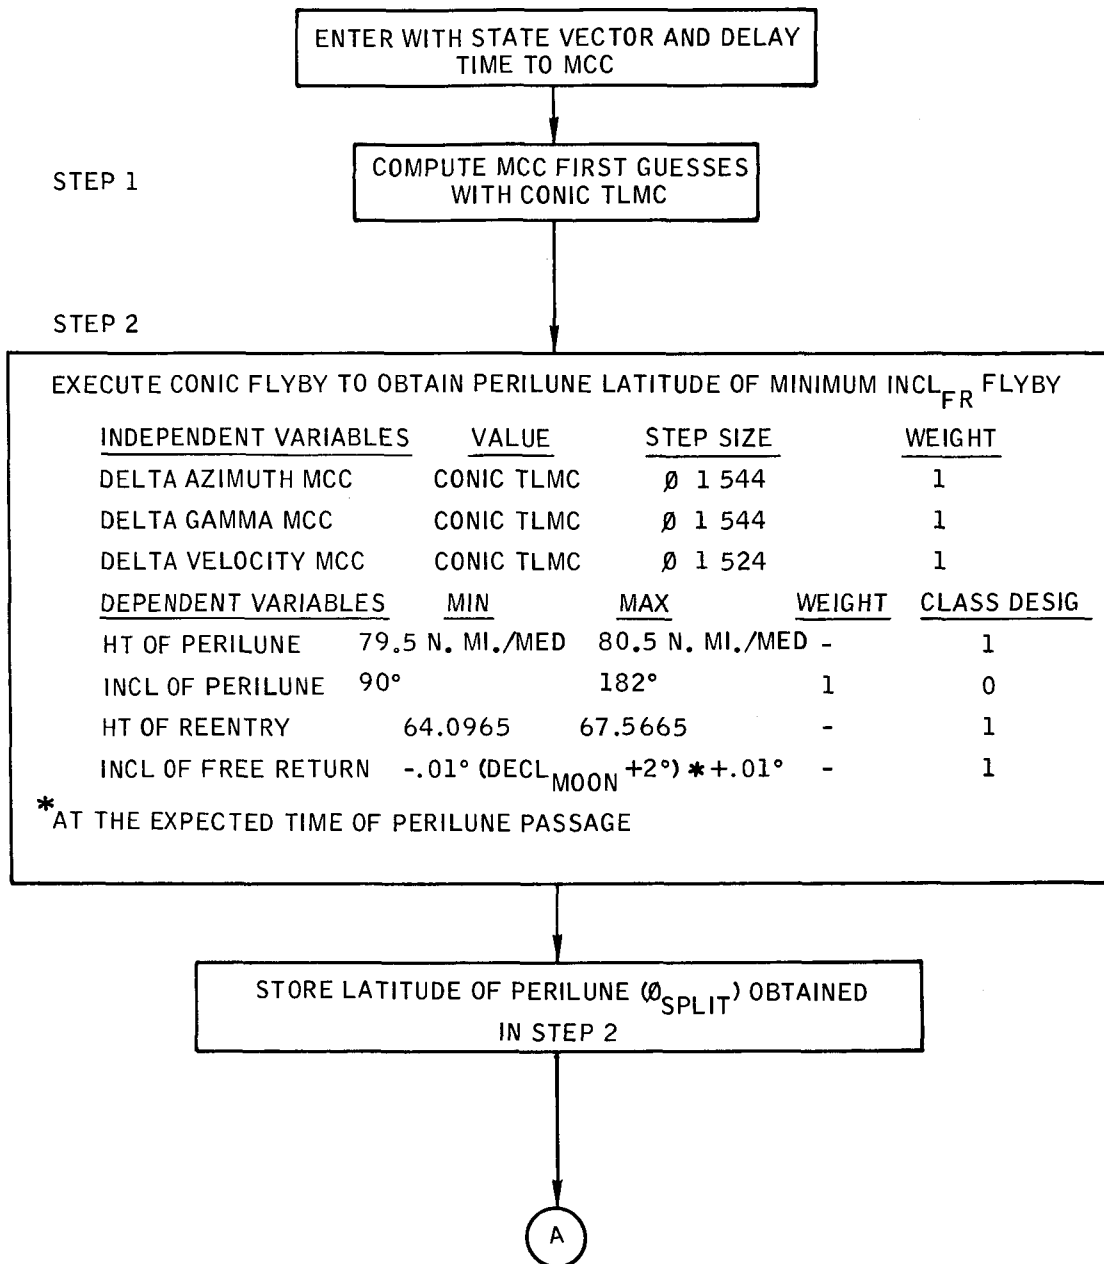 ENTER WITH STATE VECTOR AND DELAY
TIME TO MCC
STEP 1
COMPUTE MCC FIRST GUESSES
WITH CONIC TLMC
STEP 2
EXECUTE CONIC FLYBY TO OBTAIN PERILUNE LATITUDE OF MINIMUM INCL_FR FLYBY
INDEPENDENT VARIABLES VALUE STEP SIZE WEIGHT
DELTA AZIMUTH MCC CONIC TLMC Ø 1 544 1
DELTA GAMMA MCC CONIC TLMC Ø 1 544 1
DELTA VELOCITY MCC CONIC TLMC Ø 1 524 1
DEPENDENT VARIABLES MIN MAX WEIGHT CLASS DESIG
HT OF PERILUNE 79.5 N. MI./MED 80.5 N. MI./MED - 1
INCL OF PERILUNE 90° 182° 1 0
HT OF REENTRY 64.0965 67.5665 - 1
INCL OF FREE RETURN -.01° (DECL_MOON +2°) * +.01° - 1
*AT THE EXPECTED TIME OF PERILUNE PASSAGE
STORE LATITUDE OF PERILUNE (Ø_SPLIT) OBTAINED
IN STEP 2
A